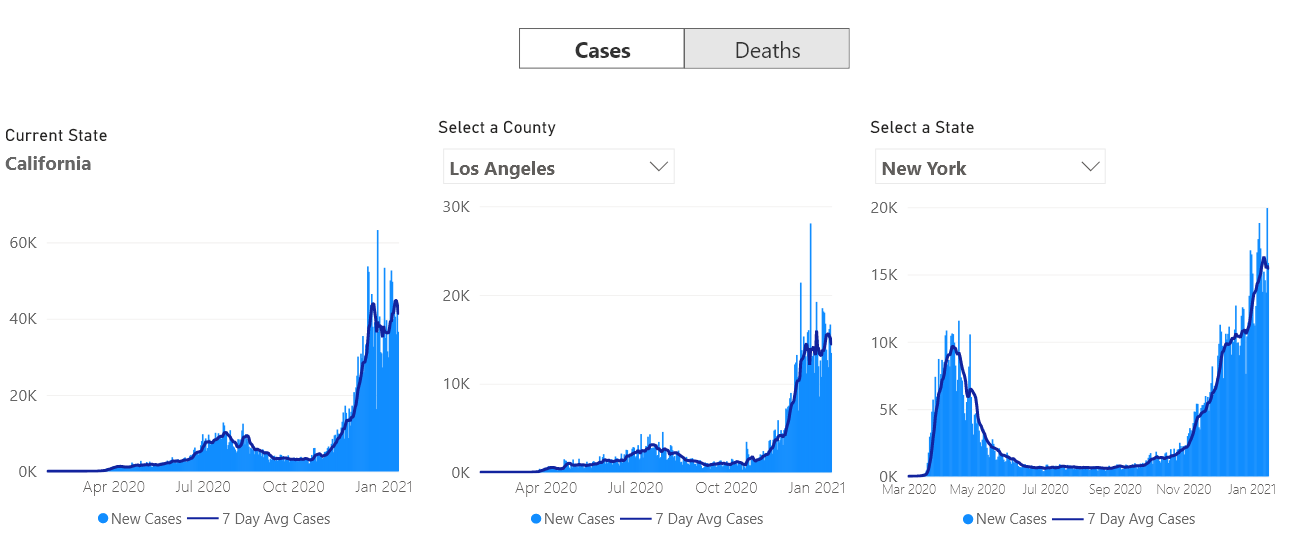 Cases Deaths
Current State
California
Select a County
Los Angeles
Select a State
New York
60K
40K
20K
0K
Apr 2020 Jul 2020 Oct 2020 Jan 2021
New Cases 7 Day Avg Cases
30K
20K
10K
0K
Apr 2020 Jul 2020 Oct 2020 Jan 2021
New Cases 7 Day Avg Cases
20K
15K
10K
5K
0K
Mar 2020 May 2020 Jul 2020 Sep 2020 Nov 2020 Jan 2021
New Cases 7 Day Avg Cases